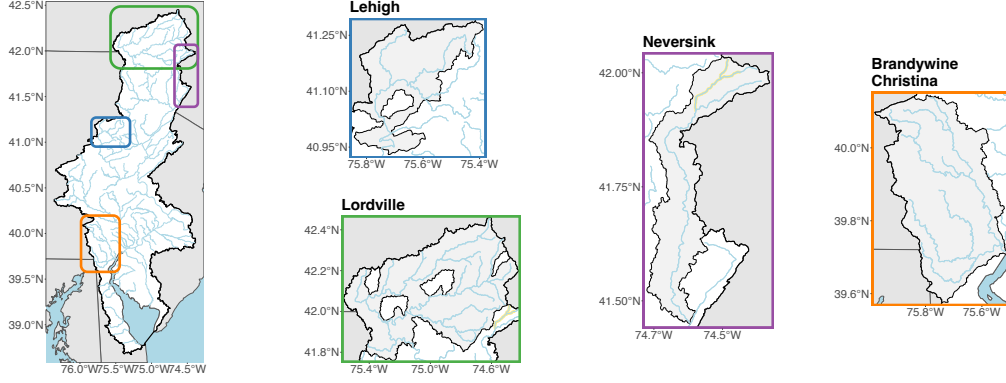 42.5°N
42.0°N
41.5°N
41.0°N
40.5°N
40.0°N
39.5°N
39.0°N
76.0°W75.5°W75.0°W74.5°W
Lehigh
41.25°N
41.10°N
40.95°N
75.8°W 75.6°W 75.4°W
Lordville
42.4°N
42.2°N
42.0°N
41.8°N
75.4°W 75.0°W 74.6°W
Neversink
42.00°N
41.75°N
41.50°N
74.7°W 74.5°W
Brandywine
Christina
40.0°N
39.8°N
39.6°N
75.8°W 75.6°W